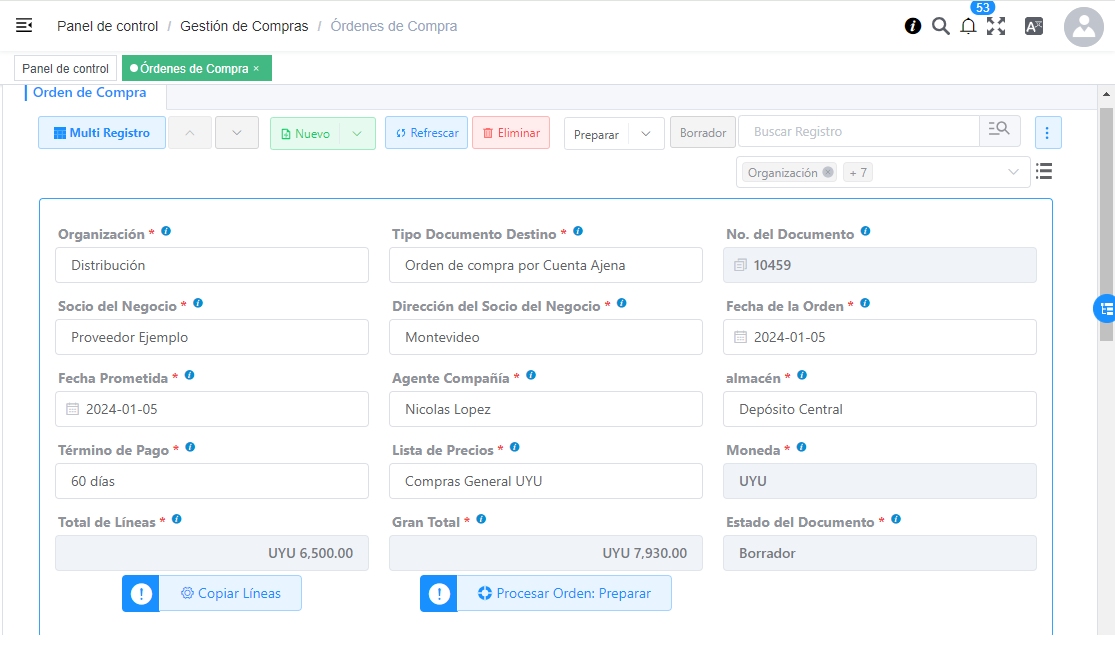 Panel de control / Gestión de Compras / Órdenes de Compra
53
Panel de control
Órdenes de Compra ×
Orden de Compra
Multi Registro
Nuevo
Refrescar
Eliminar
Preparar
Borrador
Buscar Registro
Organización
+ 7
Organización * Tipo Documento Destino * No. del Documento
Distribución Orden de compra por Cuenta Ajena 10459
Socio del Negocio * Dirección del Socio del Negocio * Fecha de la Orden *
Proveedor Ejemplo Montevideo 2024-01-05
Fecha Prometida * Agente Compañía * almacén *
2024-01-05 Nicolas Lopez Depósito Central
Término de Pago * Lista de Precios * Moneda *
60 días Compras General UYU UYU
Total de Líneas * Gran Total * Estado del Documento *
UYU 6,500.00 UYU 7,930.00 Borrador
! Copiar Líneas ! Procesar Orden: Preparar